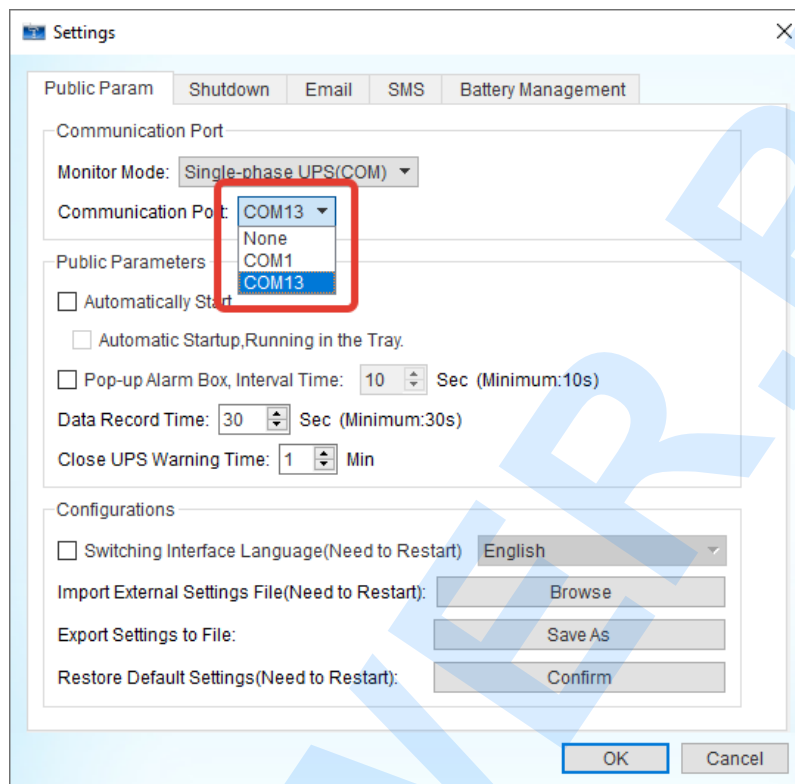 Settings
Public Param Shutdown Email SMS Battery Management
Communication Port
Monitor Mode: Single-phase UPS(COM)
Communication Port: COM13
None
COM1
COM13
Public Parameters
Automatically Start
Automatic Startup,Running in the Tray.
Pop-up Alarm Box, Interval Time: 10 Sec (Minimum:10s)
Data Record Time: 30 Sec (Minimum:30s)
Close UPS Warning Time: 1 Min
Configurations
Switching Interface Language(Need to Restart) English
Import External Settings File(Need to Restart): Browse
Export Settings to File: Save As
Restore Default Settings(Need to Restart): Confirm
OK Cancel